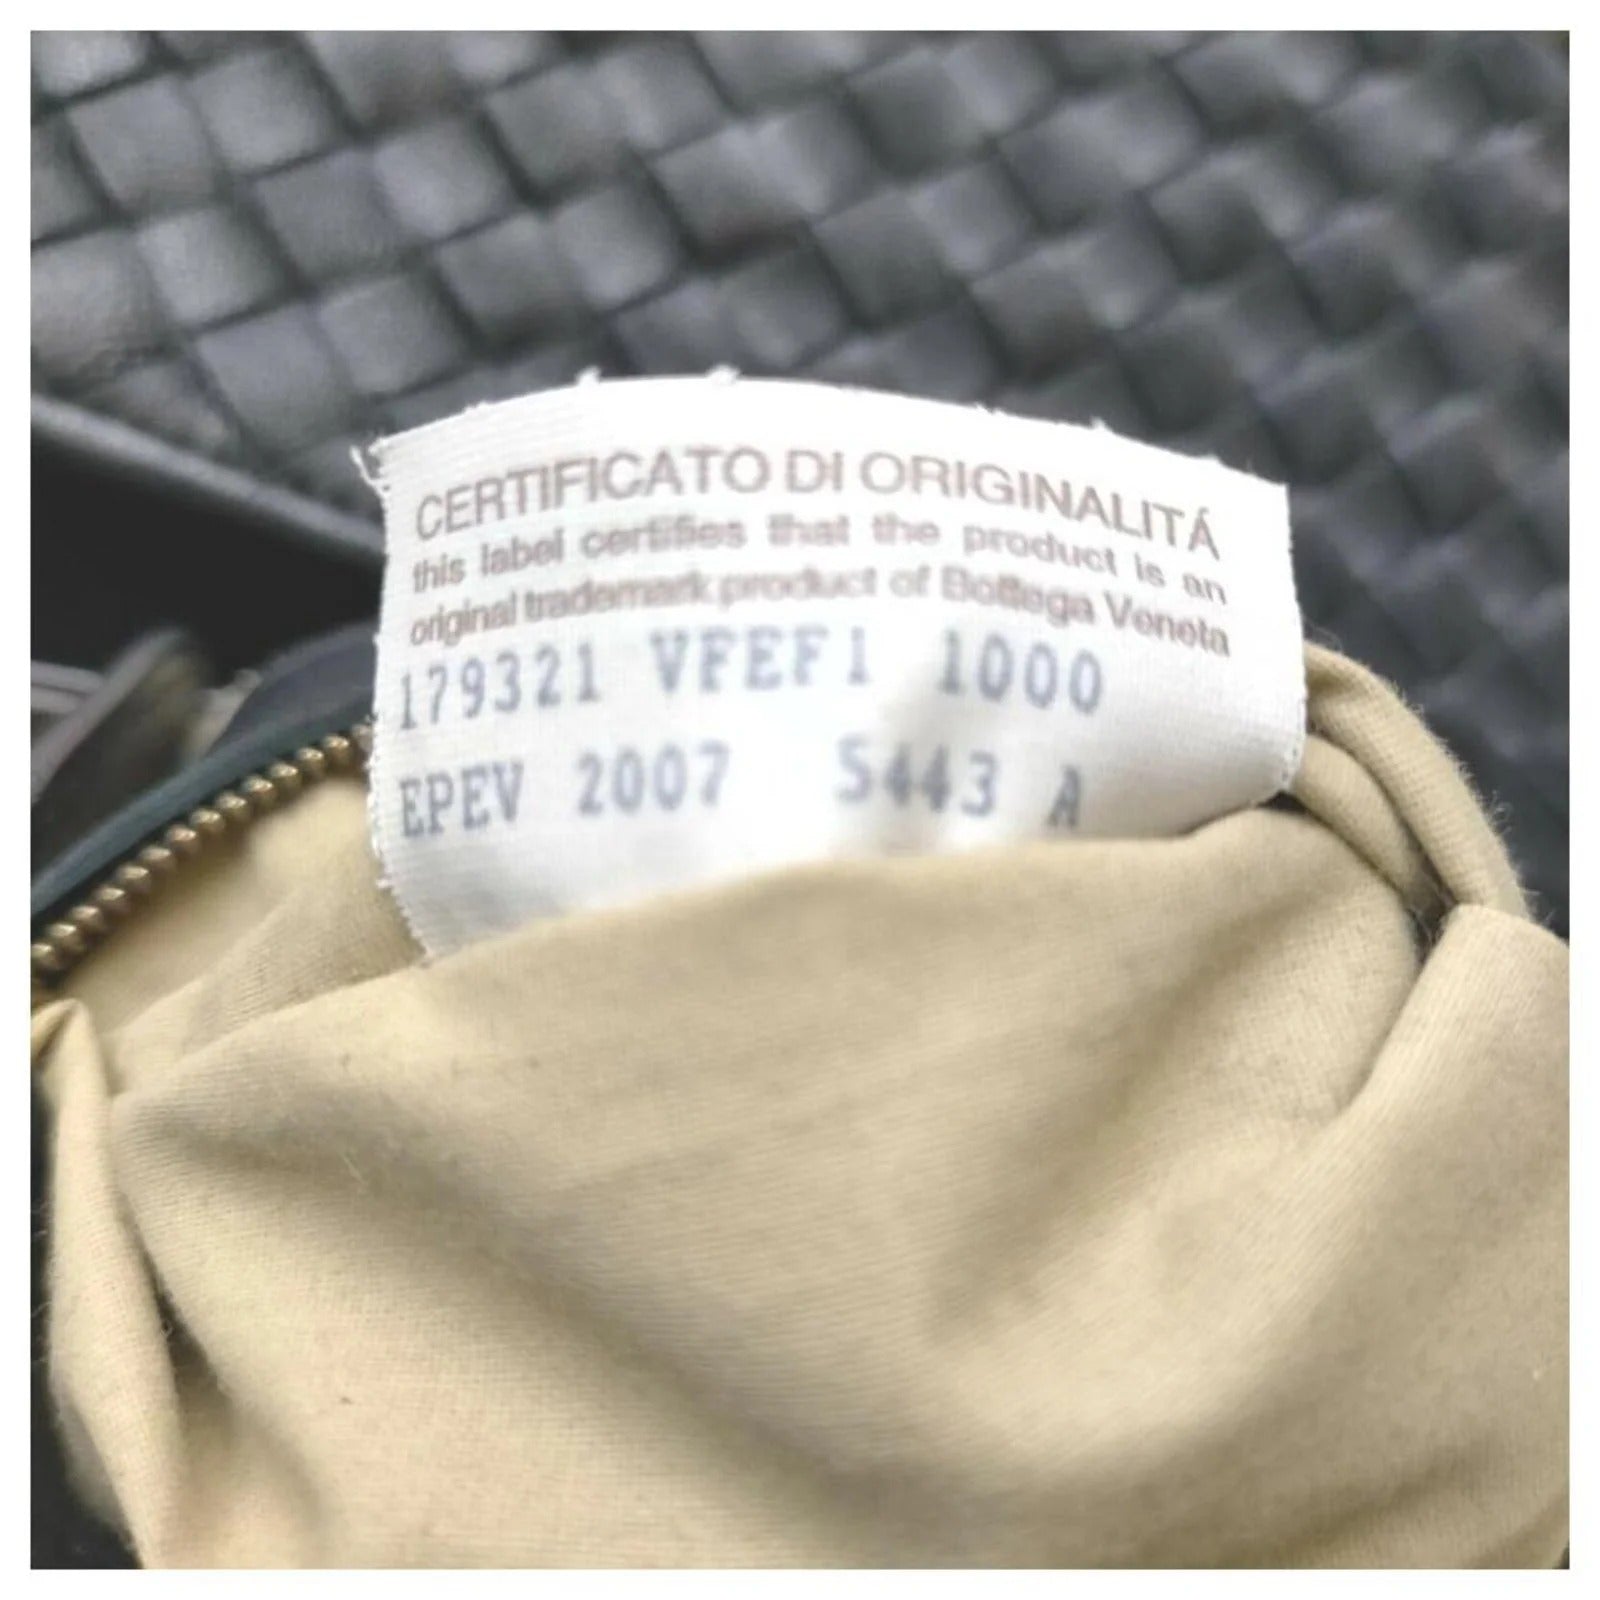 CERTIFICATO DI ORIGINALITÁ
this label certifies that the product is an
original trademark product of Bottega Veneta
179321 VFEF1 1000
EPEV 2007 S443 A